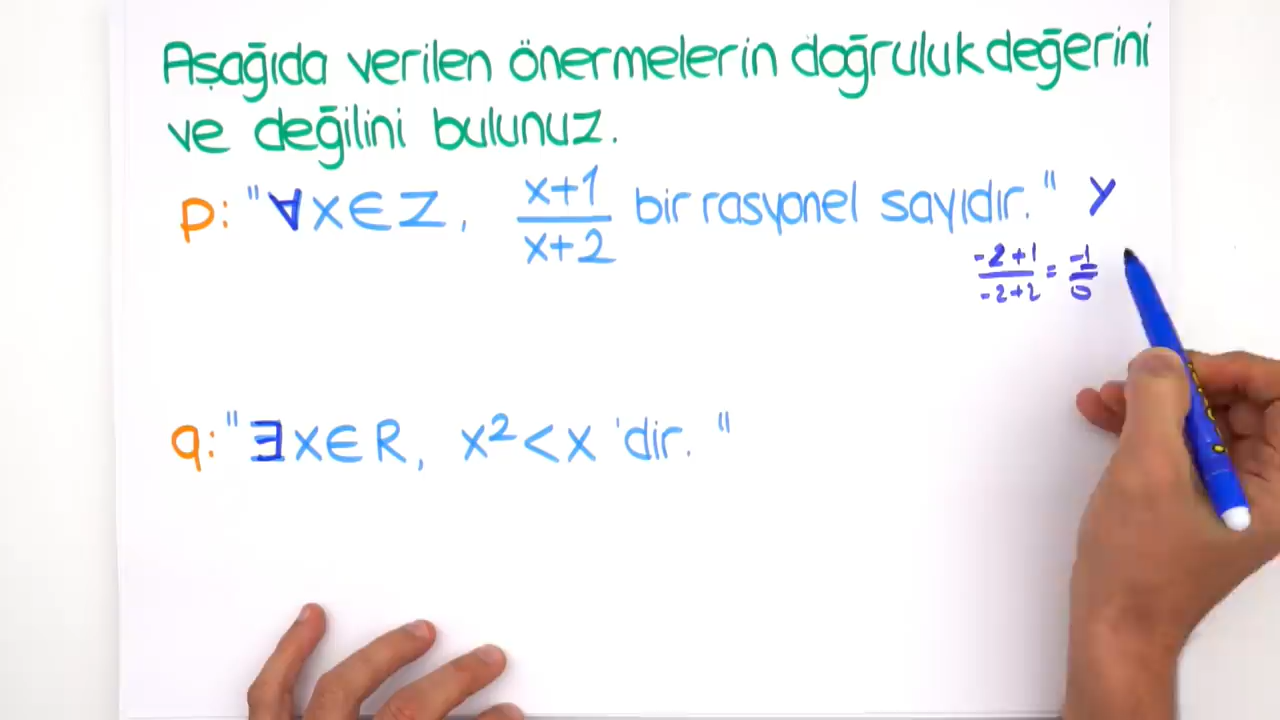 Aşağıda verilen önermelerin doğruluk değerini
ve değilini bulunuz.
p: "∀x∈Z, x+1/x+2 bir rasyonel sayıdır." Y
-2+1/-2+2 = -1/0
q: "∃x∈R, x²<x 'dir."